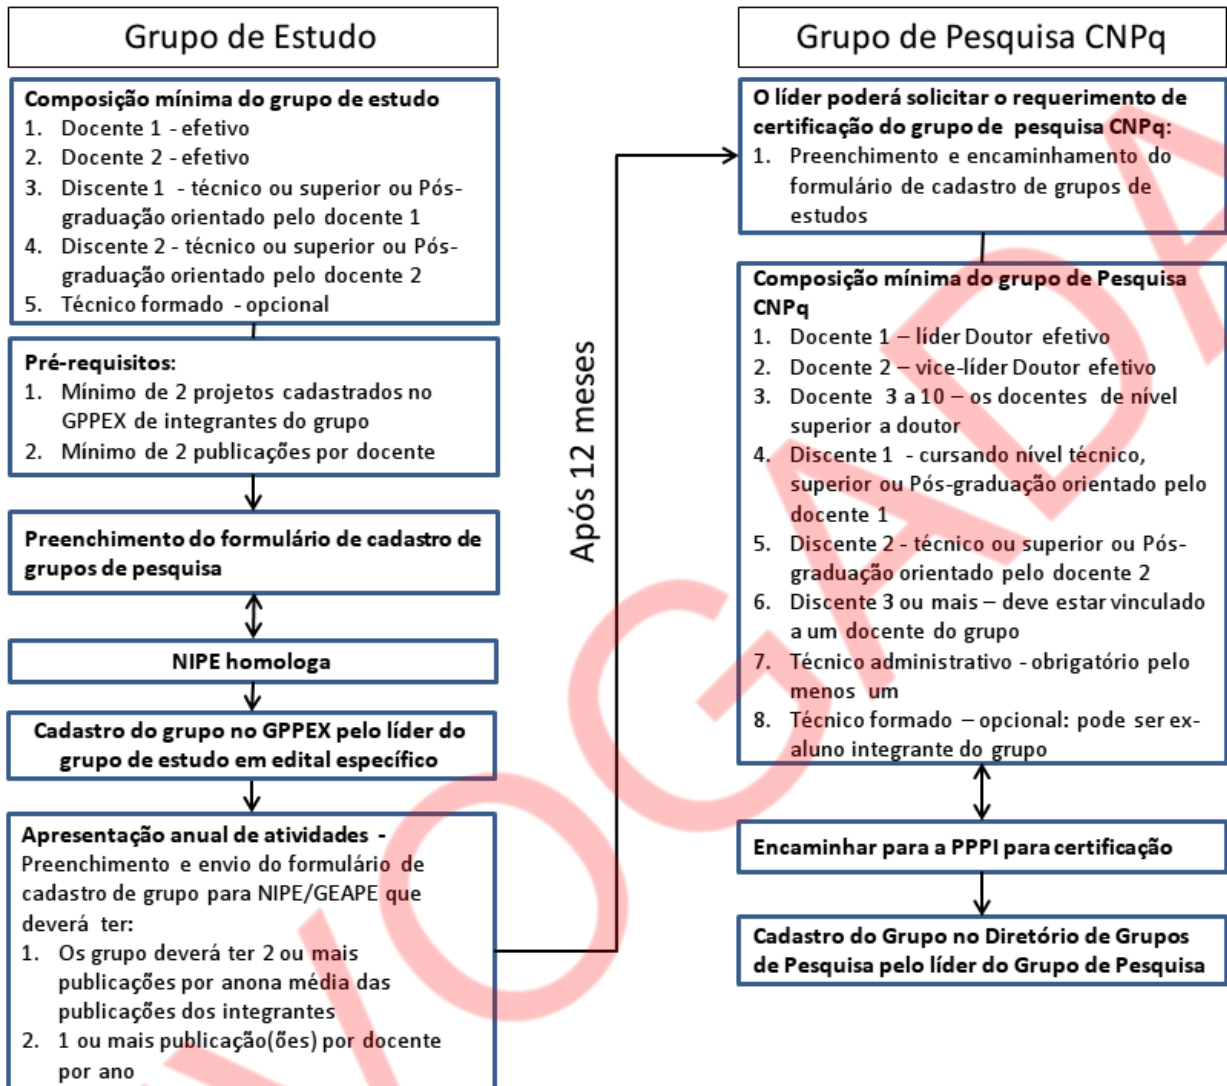 Grupo de Estudo
Composição mínima do grupo de estudo
1. Docente 1 - efetivo
2. Docente 2 - efetivo
3. Discente 1 - técnico ou superior ou Pós-
graduação orientado pelo docente 1
4. Discente 2 - técnico ou superior ou Pós-
graduação orientado pelo docente 2
5. Técnico formado - opcional
Pré-requisitos:
1. Mínimo de 2 projetos cadastrados no
GPPEX de integrantes do grupo
2. Mínimo de 2 publicações por docente
Preenchimento do formulário de cadastro de
grupos de pesquisa
NIPE homologa
Cadastro do grupo no GPPEX pelo líder do
grupo de estudo em edital específico
Apresentação anual de atividades -
Preenchimento e envio do formulário de
cadastro de grupo para NIPE/GEAPE que
deverá ter:
1. Os grupo deverá ter 2 ou mais
publicações por anona média das
publicações dos integrantes
2. 1 ou mais publicação(ões) por docente
por ano
Após 12 meses
Grupo de Pesquisa CNPq
O líder poderá solicitar o requerimento de
certificação do grupo de pesquisa CNPq:
1. Preenchimento e encaminhamento do
formulário de cadastro de grupos de
estudos
Composição mínima do grupo de Pesquisa
CNPq
1. Docente 1 – líder Doutor efetivo
2. Docente 2 – vice-líder Doutor efetivo
3. Docente 3 a 10 – os docentes de nível
superior a doutor
4. Discente 1 - cursando nível técnico,
superior ou Pós-graduação orientado pelo
docente 1
5. Discente 2 - técnico ou superior ou Pós-
graduação orientado pelo docente 2
6. Discente 3 ou mais – deve estar vinculado
a um docente do grupo
7. Técnico administrativo - obrigatório pelo
menos um
8. Técnico formado – opcional: pode ser ex-
aluno integrante do grupo
Encaminhar para a PPPI para certificação
Cadastro do Grupo no Diretório de Grupos
de Pesquisa pelo líder do Grupo de Pesquisa
VOGADA